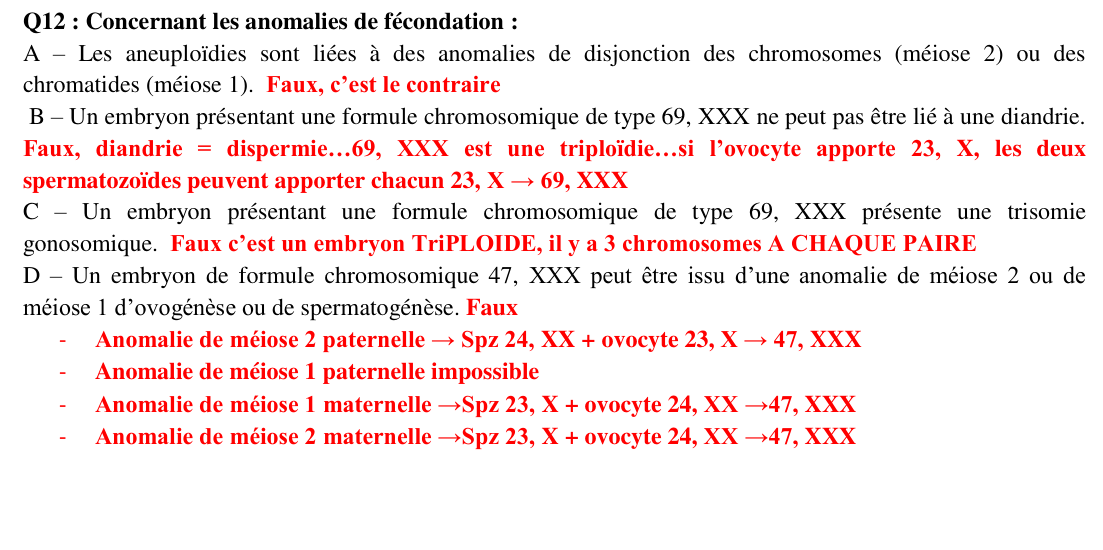 Q12 : Concernant les anomalies de fécondation :
A – Les aneuploïdies sont liées à des anomalies de disjonction des chromosomes (méiose 2) ou des
chromatides (méiose 1). Faux, c’est le contraire
B – Un embryon présentant une formule chromosomique de type 69, XXX ne peut pas être lié à une diandrie.
Faux, diandrie = dispermie…69, XXX est une triploïdie…si l’ovocyte apporte 23, X, les deux
spermatozoïdes peuvent apporter chacun 23, X → 69, XXX
C – Un embryon présentant une formule chromosomique de type 69, XXX présente une trisomie
gonosomique. Faux c’est un embryon TriPLOIDE, il y a 3 chromosomes A CHAQUE PAIRE
D – Un embryon de formule chromosomique 47, XXX peut être issu d’une anomalie de méiose 2 ou de
méiose 1 d’ovogénèse ou de spermatogénèse. Faux
- Anomalie de méiose 2 paternelle → Spz 24, XX + ovocyte 23, X → 47, XXX
- Anomalie de méiose 1 paternelle impossible
- Anomalie de méiose 1 maternelle →Spz 23, X + ovocyte 24, XX →47, XXX
- Anomalie de méiose 2 maternelle →Spz 23, X + ovocyte 24, XX →47, XXX